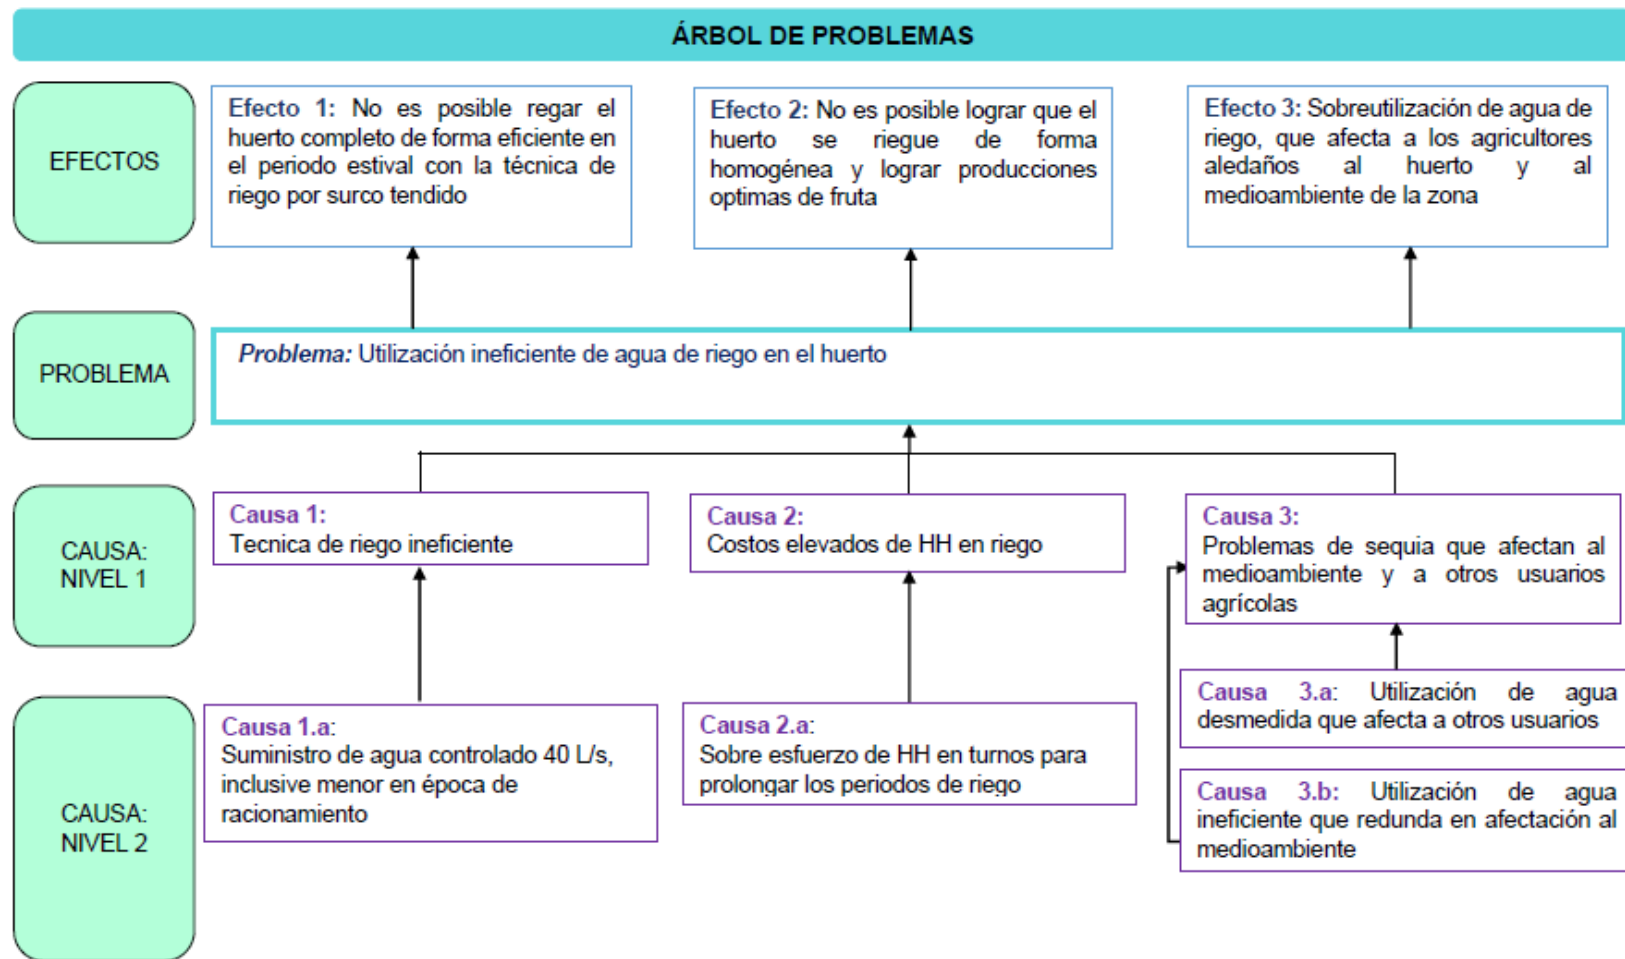 ÁRBOL DE PROBLEMAS
EFECTOS
Efecto 1: No es posible regar el
huerto completo de forma eficiente en
el periodo estival con la técnica de
riego por surco tendido
Efecto 2: No es posible lograr que el
huerto se riegue de forma
homogénea y lograr producciones
optimas de fruta
Efecto 3: Sobreutilización de agua de
riego, que afecta a los agricultores
aledaños al huerto y al
medioambiente de la zona
PROBLEMA
Problema: Utilización ineficiente de agua de riego en el huerto
CAUSA:
NIVEL 1
Causa 1:
Tecnica de riego ineficiente
Causa 2:
Costos elevados de HH en riego
Causa 3:
Problemas de sequia que afectan al
medioambiente y a otros usuarios
agrícolas
CAUSA:
NIVEL 2
Causa 1.a:
Suministro de agua controlado 40 L/s,
inclusive menor en época de
racionamiento
Causa 2.a:
Sobre esfuerzo de HH en turnos para
prolongar los periodos de riego
Causa 3.a: Utilización de agua
desmedida que afecta a otros usuarios
Causa 3.b: Utilización de agua
ineficiente que redunda en afectación al
medioambiente